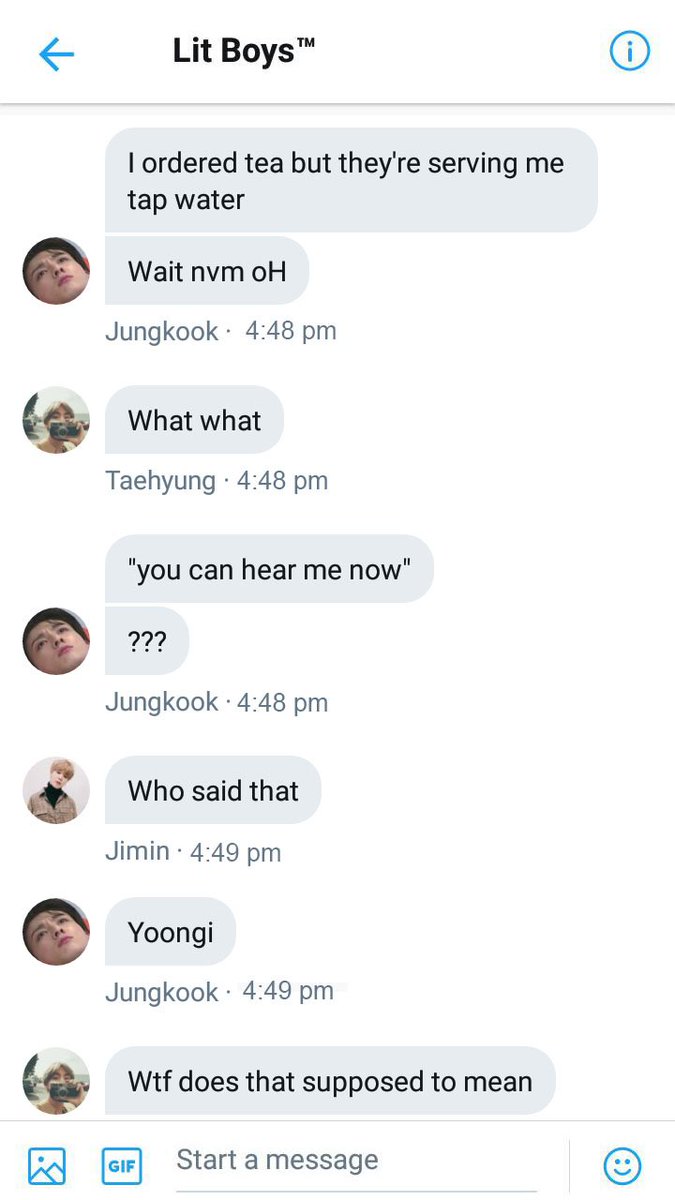 Lit Boys™
I ordered tea but they're serving me
tap water
Wait nvm oH
Jungkook · 4:48 pm
What what
Taehyung · 4:48 pm
"you can hear me now"
???
Jungkook · 4:48 pm
Who said that
Jimin · 4:49 pm
Yoongi
Jungkook · 4:49 pm
Wtf does that supposed to mean
GIF
Start a message